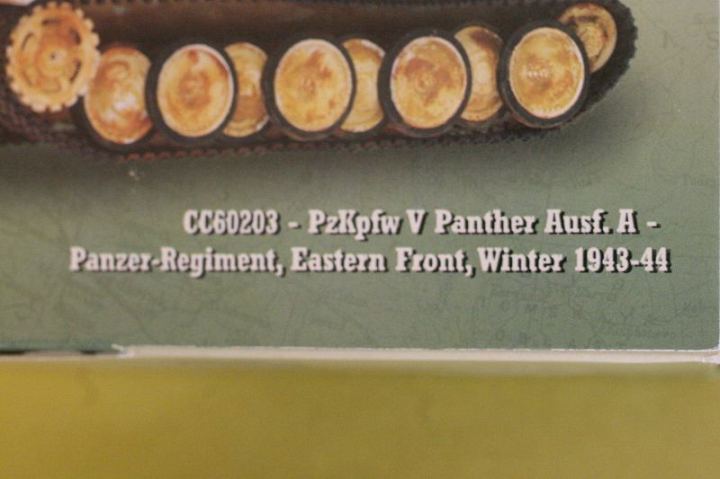 CC60203 - PzKpfw V Panther Ausf. A -
Panzer-Regiment, Eastern Front, Winter 1943-44